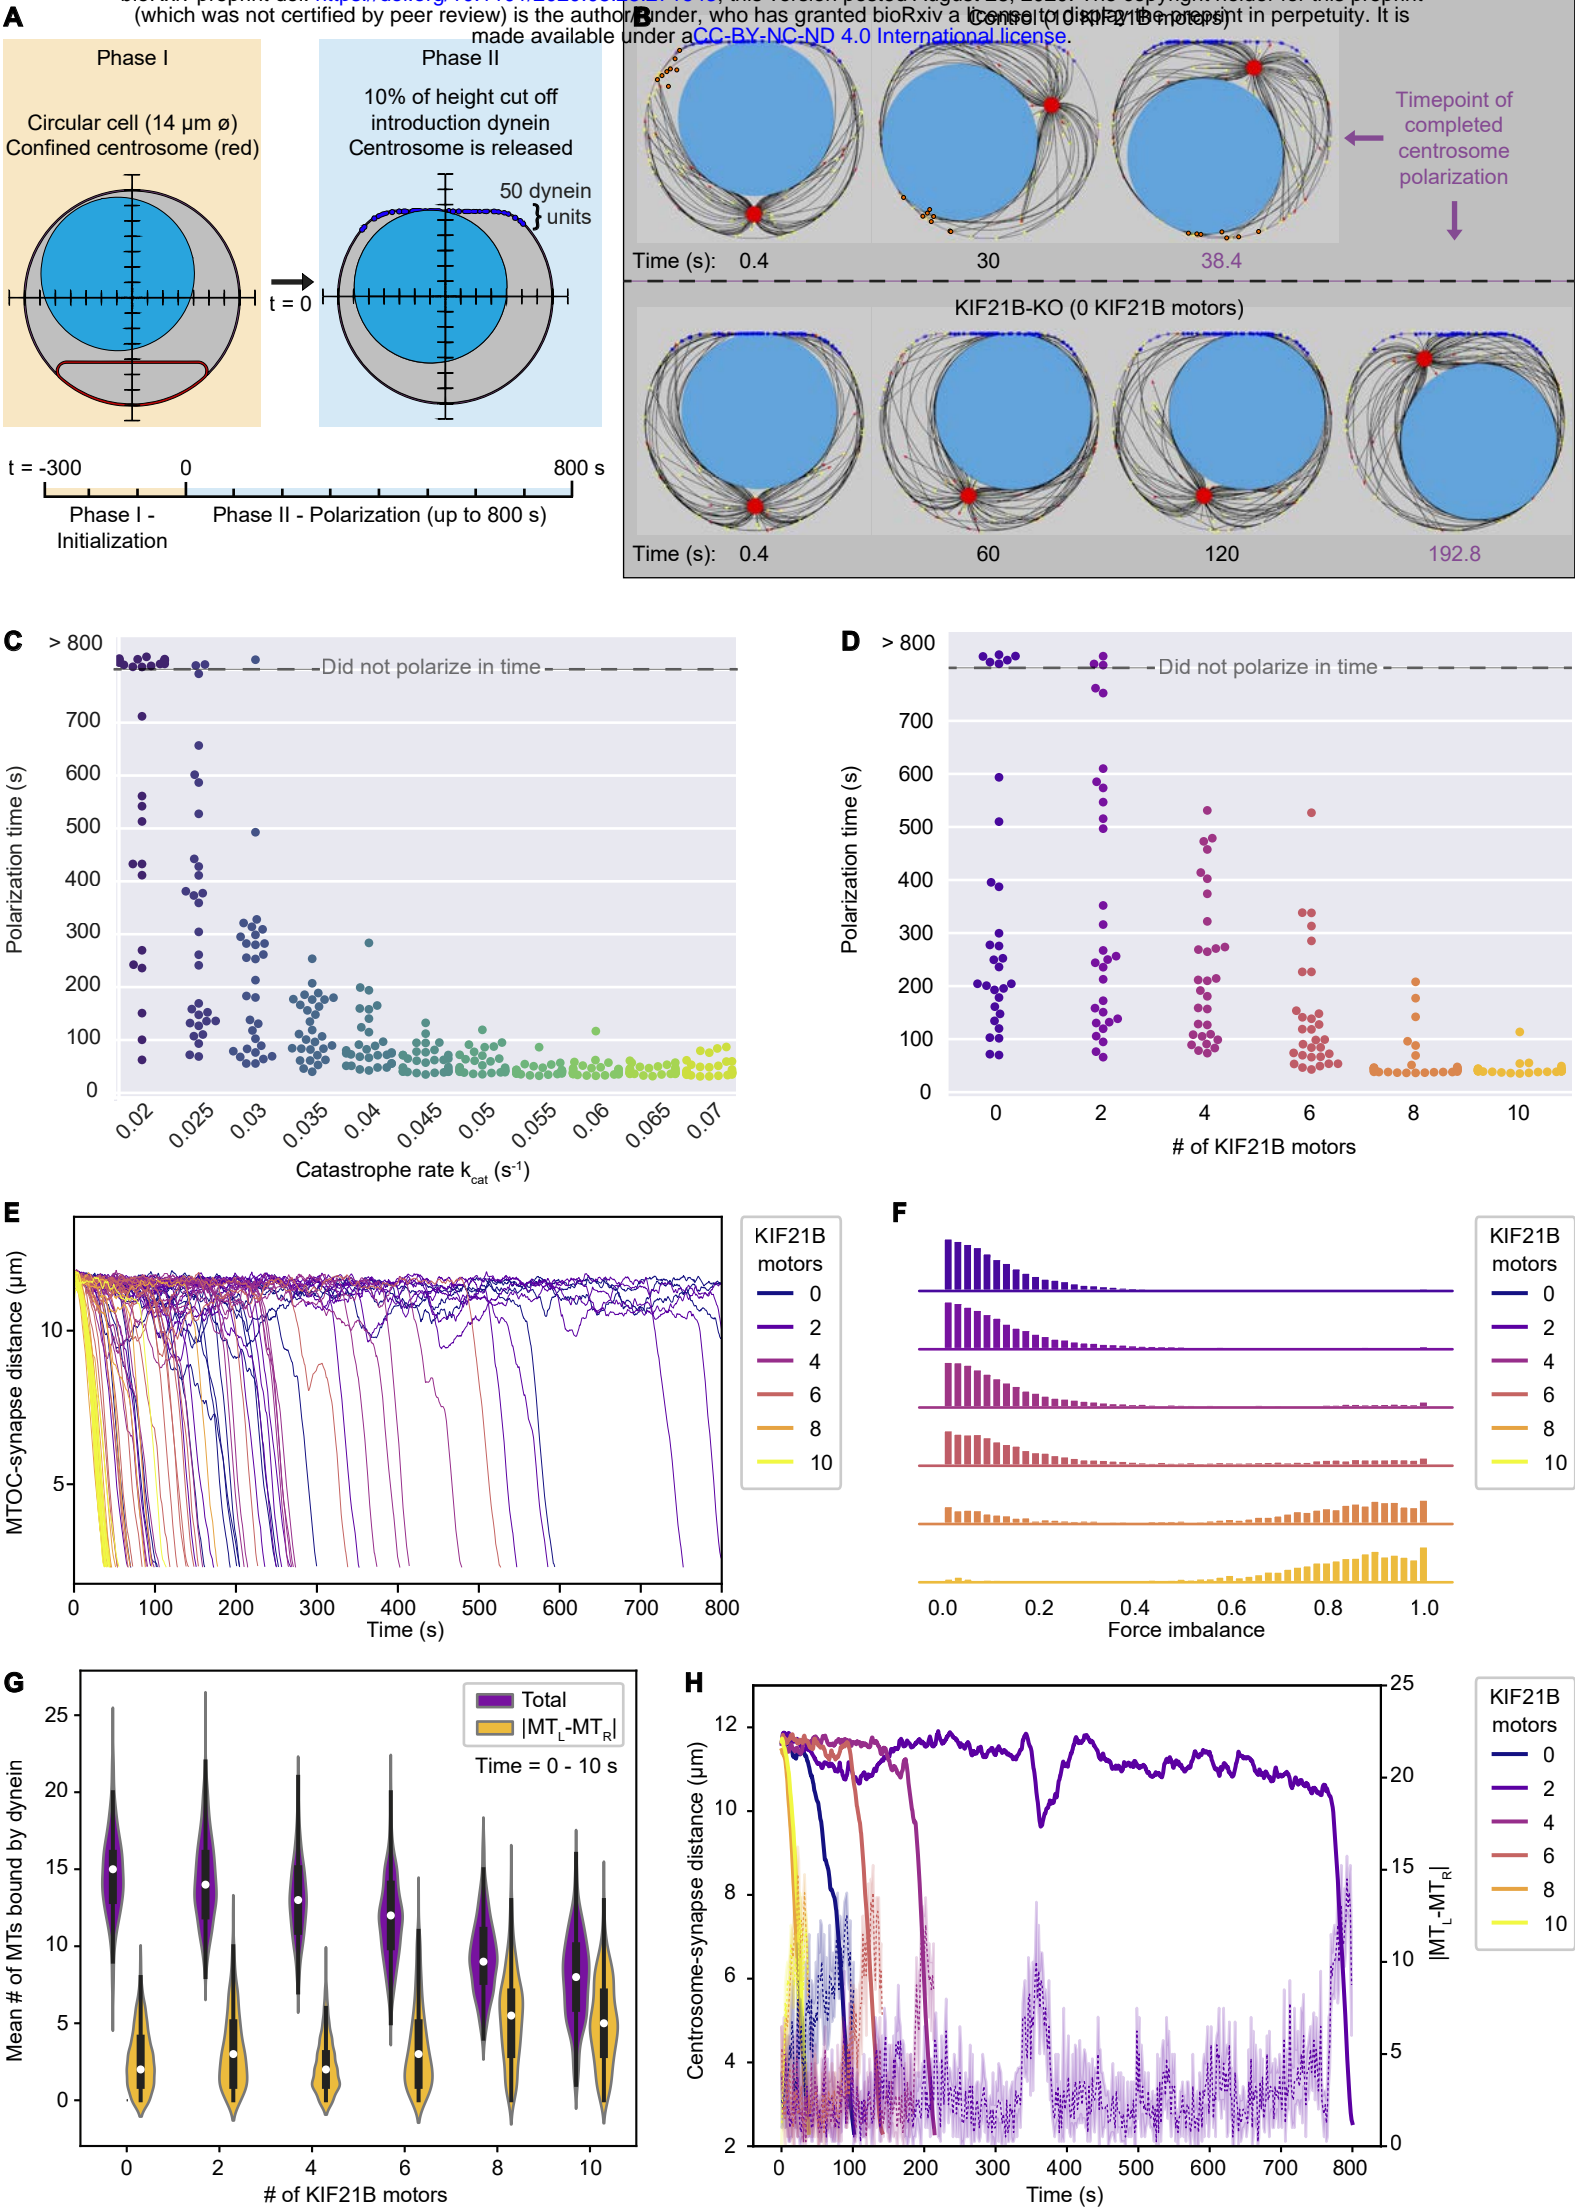 (which was not certified by peer review) is the author/funder, who has granted bioRxiv a license to display the preprint in perpetuity. It is
made available under aCC-BY-NC-ND 4.0 International license.
A
Phase I
Circular cell (14 µm ø)
Confined centrosome (red)
t = 0
Phase II
10% of height cut off
introduction dynein
Centrosome is released
50 dynein
units
t = -300
0
800 s
Phase I -
Initialization
Phase II - Polarization (up to 800 s)
B
Control (10 KIF21B motors)
Timepoint of
completed
centrosome
polarization
Time (s): 0.4 30 38.4
KIF21B-KO (0 KIF21B motors)
Time (s): 0.4 60 120 192.8
C
> 800
Did not polarize in time
700
600
500
400
300
200
100
0
Polarization time (s)
0.02 0.025 0.03 0.035 0.04 0.045 0.05 0.055 0.06 0.065 0.07
Catastrophe rate kcat (s-1)
D
> 800
Did not polarize in time
700
600
500
400
300
200
100
0
Polarization time (s)
0 2 4 6 8 10
# of KIF21B motors
E
MTOC-synapse distance (µm)
10
5
0 100 200 300 400 500 600 700 800
Time (s)
KIF21B
motors
0
2
4
6
8
10
F
0.0 0.2 0.4 0.6 0.8 1.0
Force imbalance
KIF21B
motors
0
2
4
6
8
10
G
Mean # of MTs bound by dynein
25
20
15
10
5
0
Total
|MTL-MTR|
Time = 0 - 10 s
0 2 4 6 8 10
# of KIF21B motors
H
Centrosome-synapse distance (µm)
12
10
8
6
4
2
25
20
15
10
5
0
|MTL-MTR|
0 100 200 300 400 500 600 700 800
Time (s)
KIF21B
motors
0
2
4
6
8
10